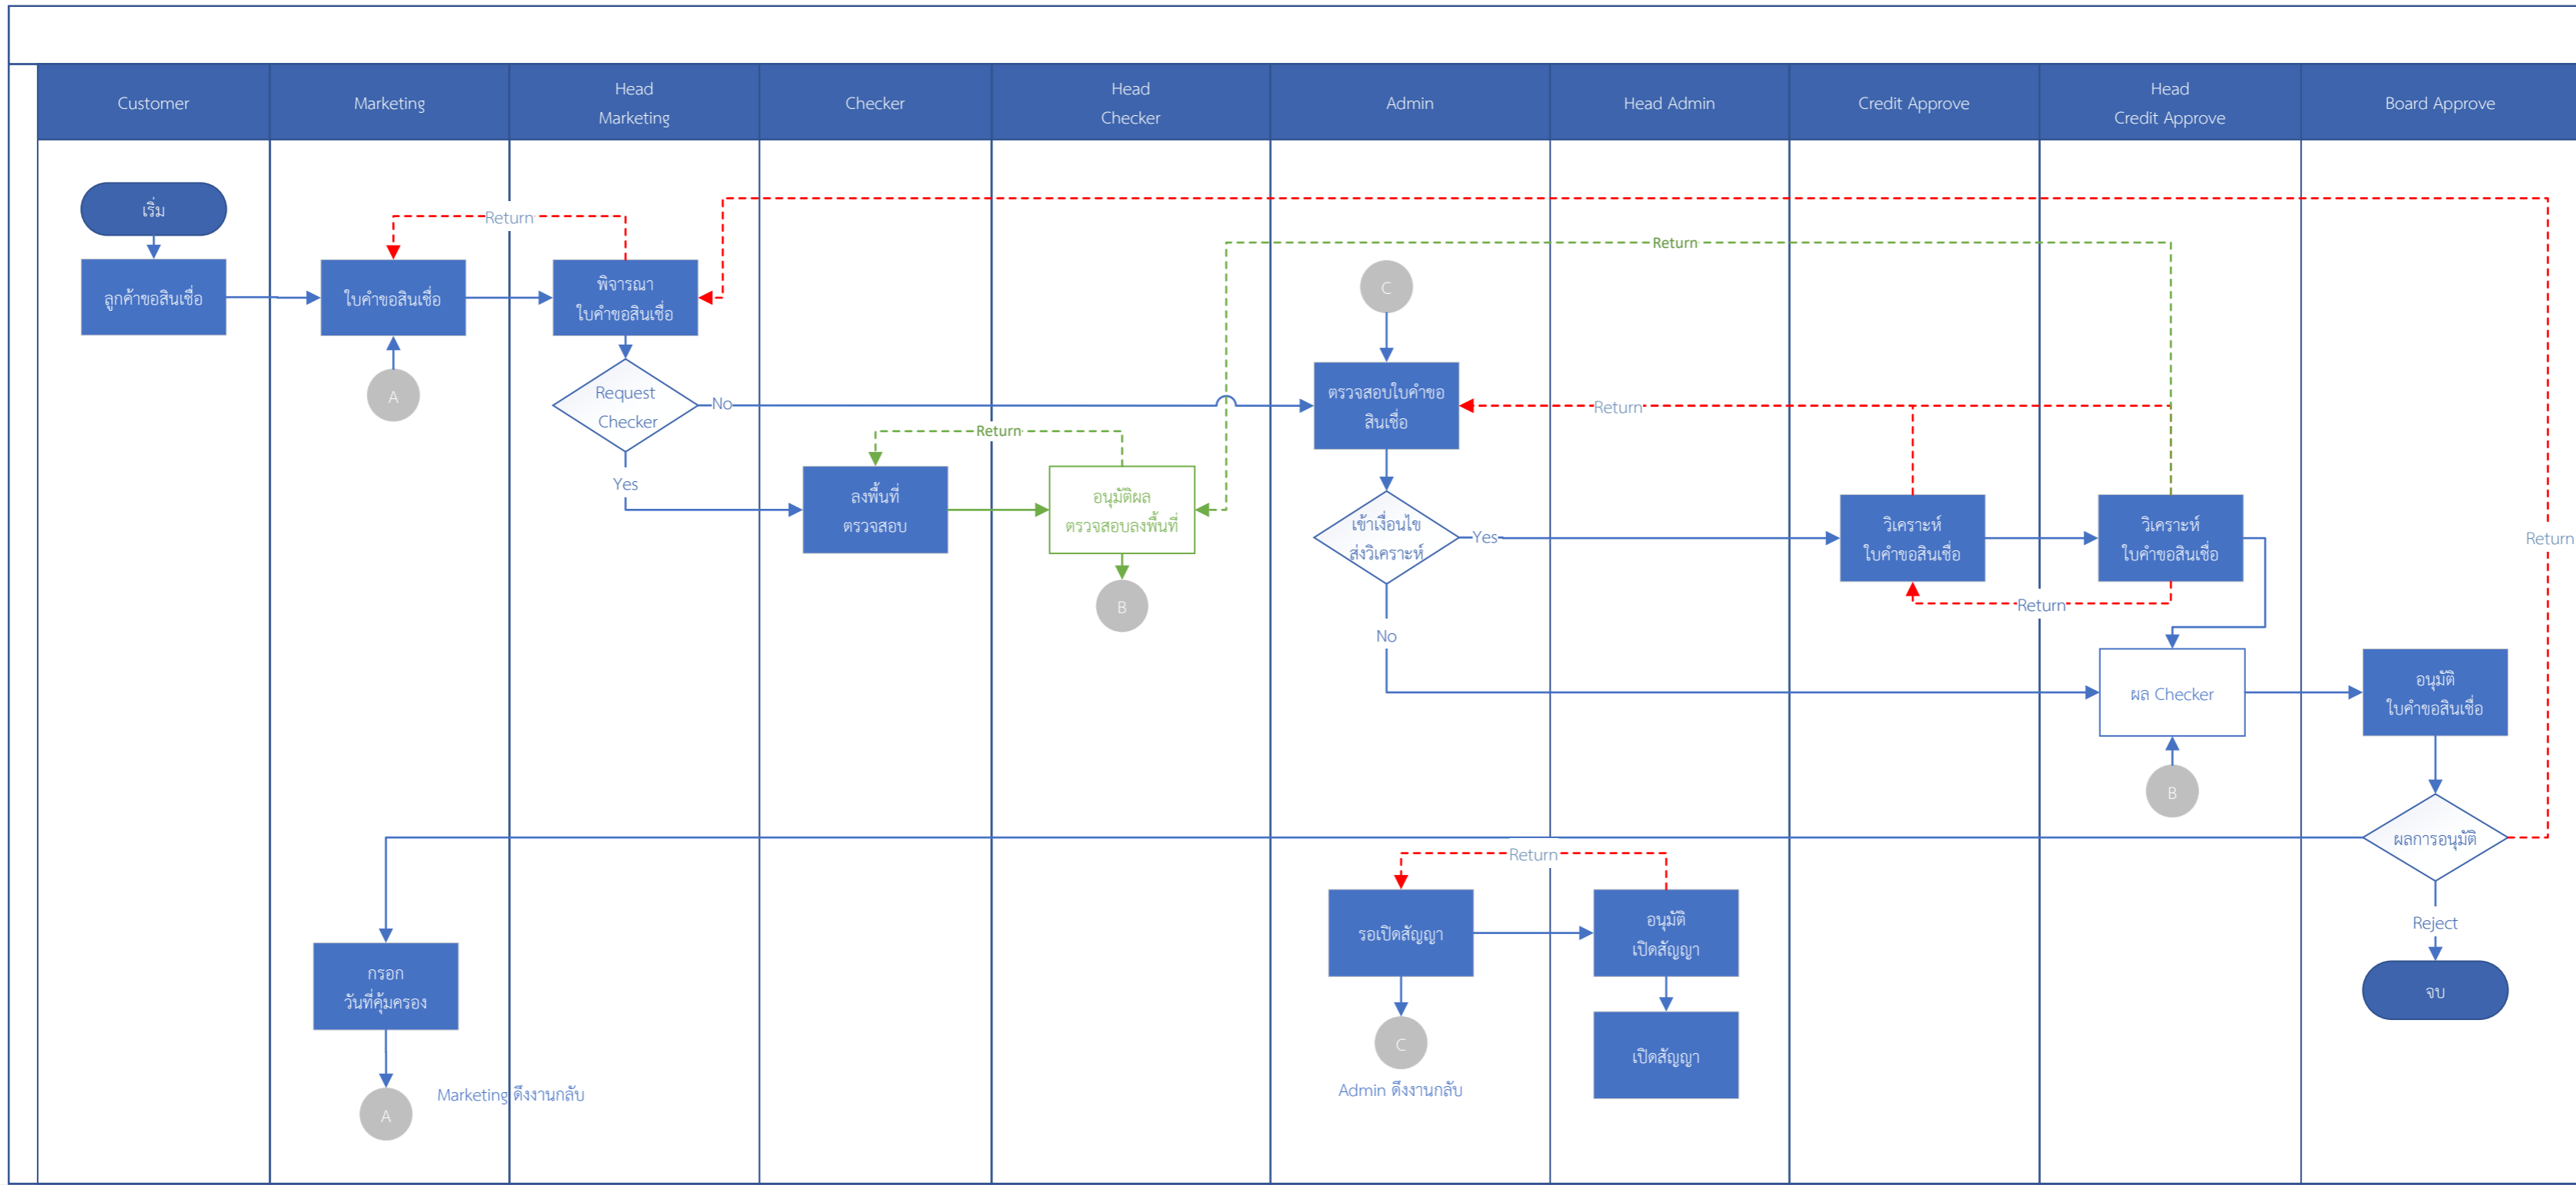 Customer
Marketing
Head
Marketing
Checker
Head
Checker
Admin
Head Admin
Credit Approve
Head
Credit Approve
Board Approve
เริ่ม
Return
Return
ลูกค้าขอสินเชื่อ
ใบคำขอสินเชื่อ
พิจารณา
ใบคำขอสินเชื่อ
C
A
Request
Checker
No
ตรวจสอบใบคำขอ
สินเชื่อ
Return
Return
Yes
ลงพื้นที่
ตรวจสอบ
อนุมัติผล
ตรวจสอบลงพื้นที่
เข้าเงื่อนไข
ส่งวิเคราะห์
Yes
วิเคราะห์
ใบคำขอสินเชื่อ
วิเคราะห์
ใบคำขอสินเชื่อ
Return
B
Return
No
ผล Checker
อนุมัติ
ใบคำขอสินเชื่อ
B
ผลการอนุมัติ
Return
รอเปิดสัญญา
อนุมัติ
เปิดสัญญา
Reject
กรอก
วันที่คุ้มครอง
จบ
C
เปิดสัญญา
Admin ดึงงานกลับ
Marketing ดึงงานกลับ
A